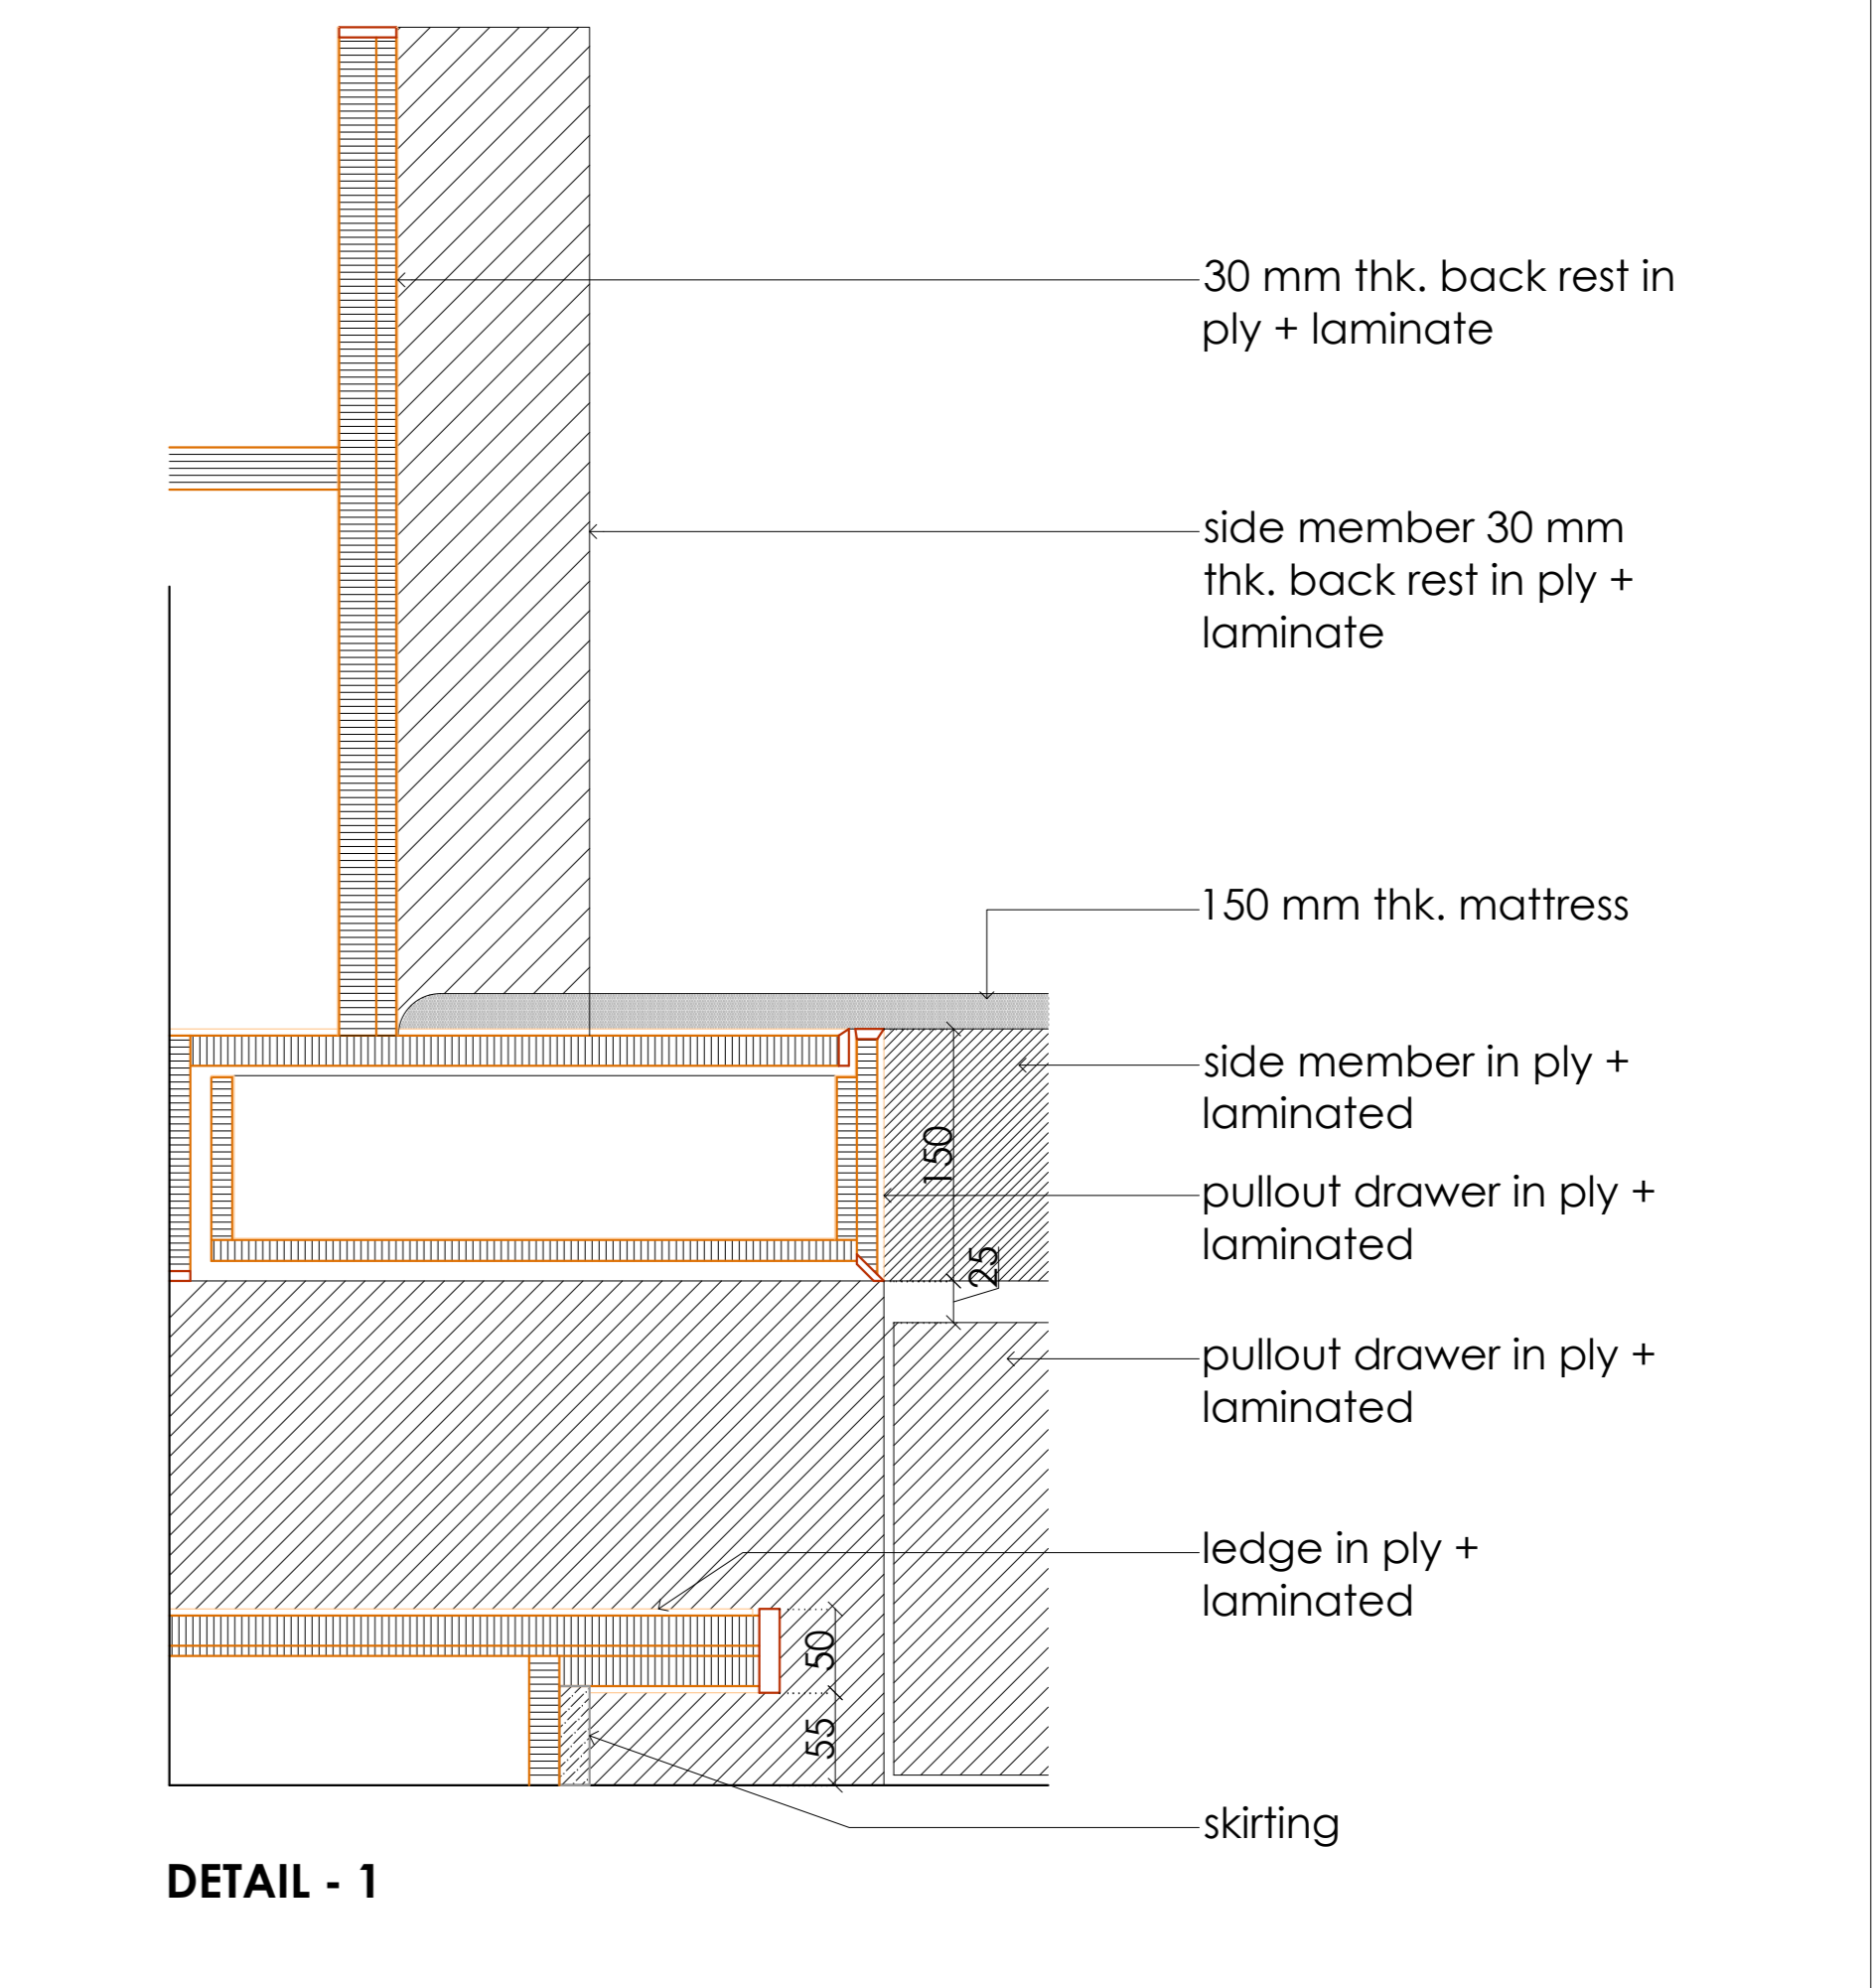 30 mm thk. back rest in
ply + laminate
side member 30 mm
thk. back rest in ply +
laminate
150 mm thk. mattress
side member in ply +
laminated
150
pullout drawer in ply +
laminated
25
pullout drawer in ply +
laminated
ledge in ply +
laminated
50
55
skirting
DETAIL - 1